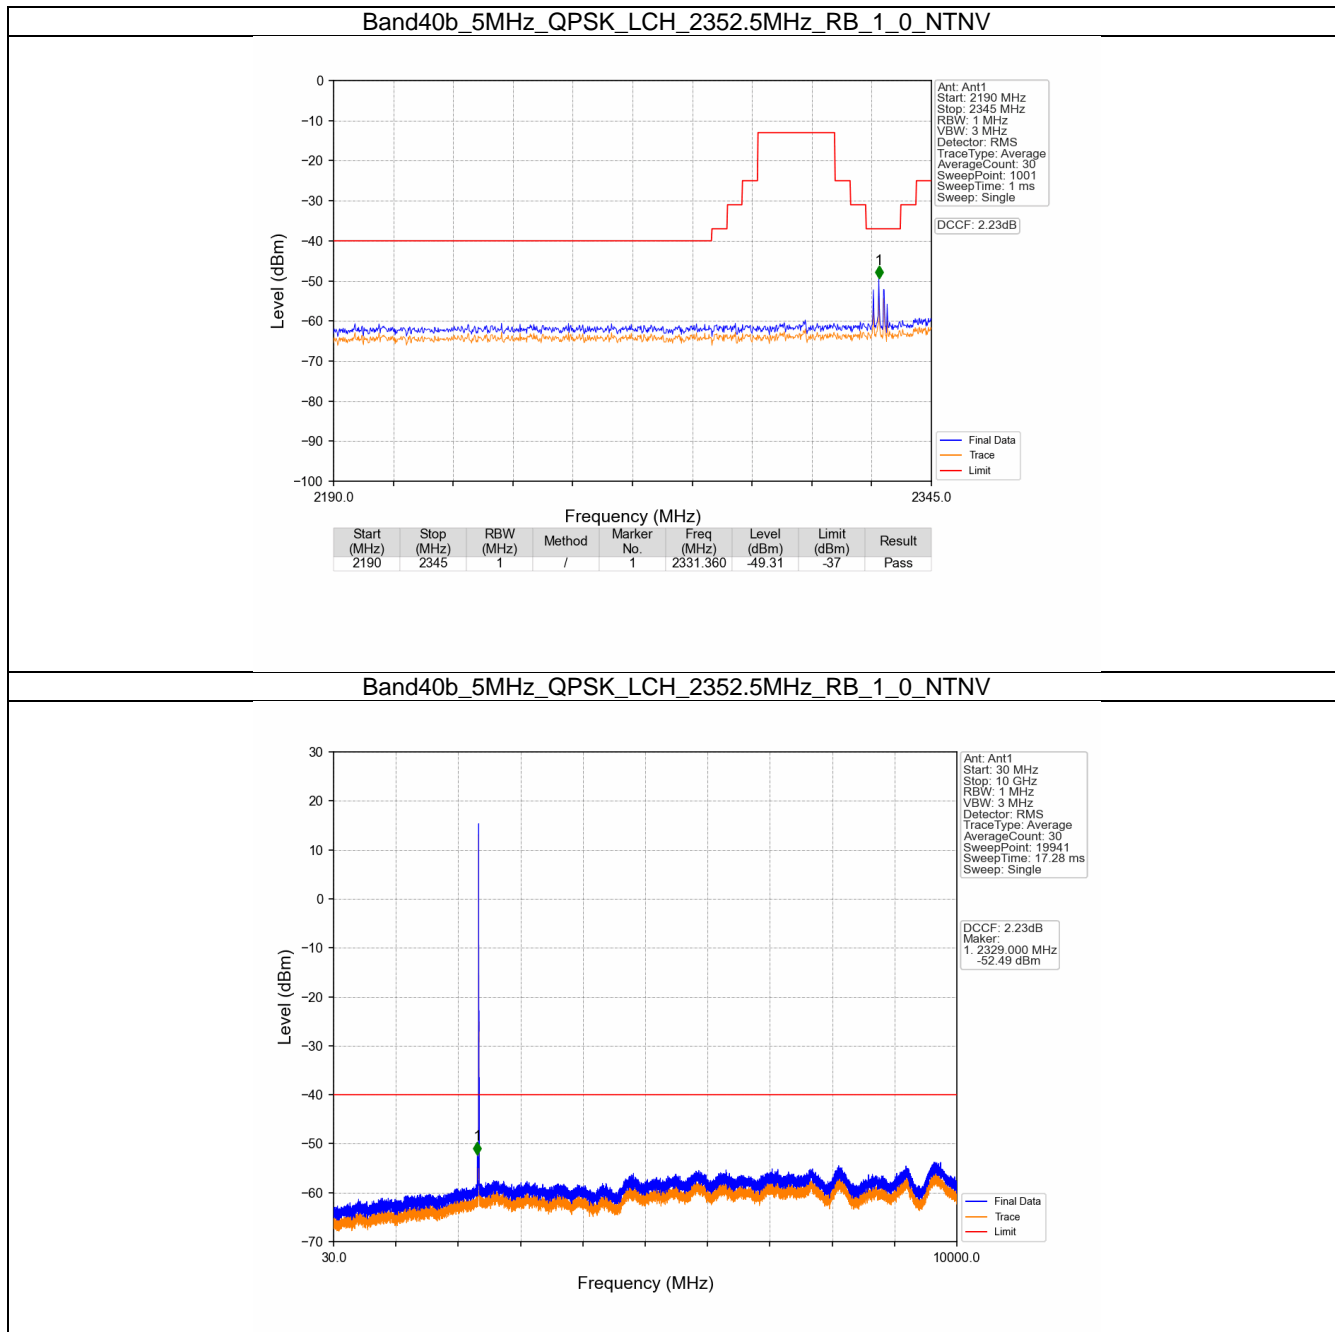 Band40b_5MHz_QPSK_LCH_2352.5MHz_RB_1_0_NTNV
0
−10
−20
−30
−40
−50
−60
−70
−80
−90
−100
Level (dBm)
1
2190.0
2345.0
Frequency (MHz)
Ant: Ant1
Start: 2190 MHz
Stop: 2345 MHz
RBW: 1 MHz
VBW: 3 MHz
Detector: RMS
TraceType: Average
AverageCount: 30
SweepPoint: 1001
SweepTime: 1 ms
Sweep: Single
DCCF: 2.23dB
Final Data
Trace
Limit
Start (MHz) Stop (MHz) RBW (MHz) Method Marker No. Freq (MHz) Level (dBm) Limit (dBm) Result
2190 2345 1 / 1 2331.360 -49.31 -37 Pass
Band40b_5MHz_QPSK_LCH_2352.5MHz_RB_1_0_NTNV
30
20
10
0
−10
−20
−30
−40
−50
−60
−70
Level (dBm)
1
30.0
10000.0
Frequency (MHz)
Ant: Ant1
Start: 30 MHz
Stop: 10 GHz
RBW: 1 MHz
VBW: 3 MHz
Detector: RMS
TraceType: Average
AverageCount: 30
SweepPoint: 19941
SweepTime: 17.28 ms
Sweep: Single
DCCF: 2.23dB
Maker:
1. 2329.000 MHz
-52.49 dBm
Final Data
Trace
Limit